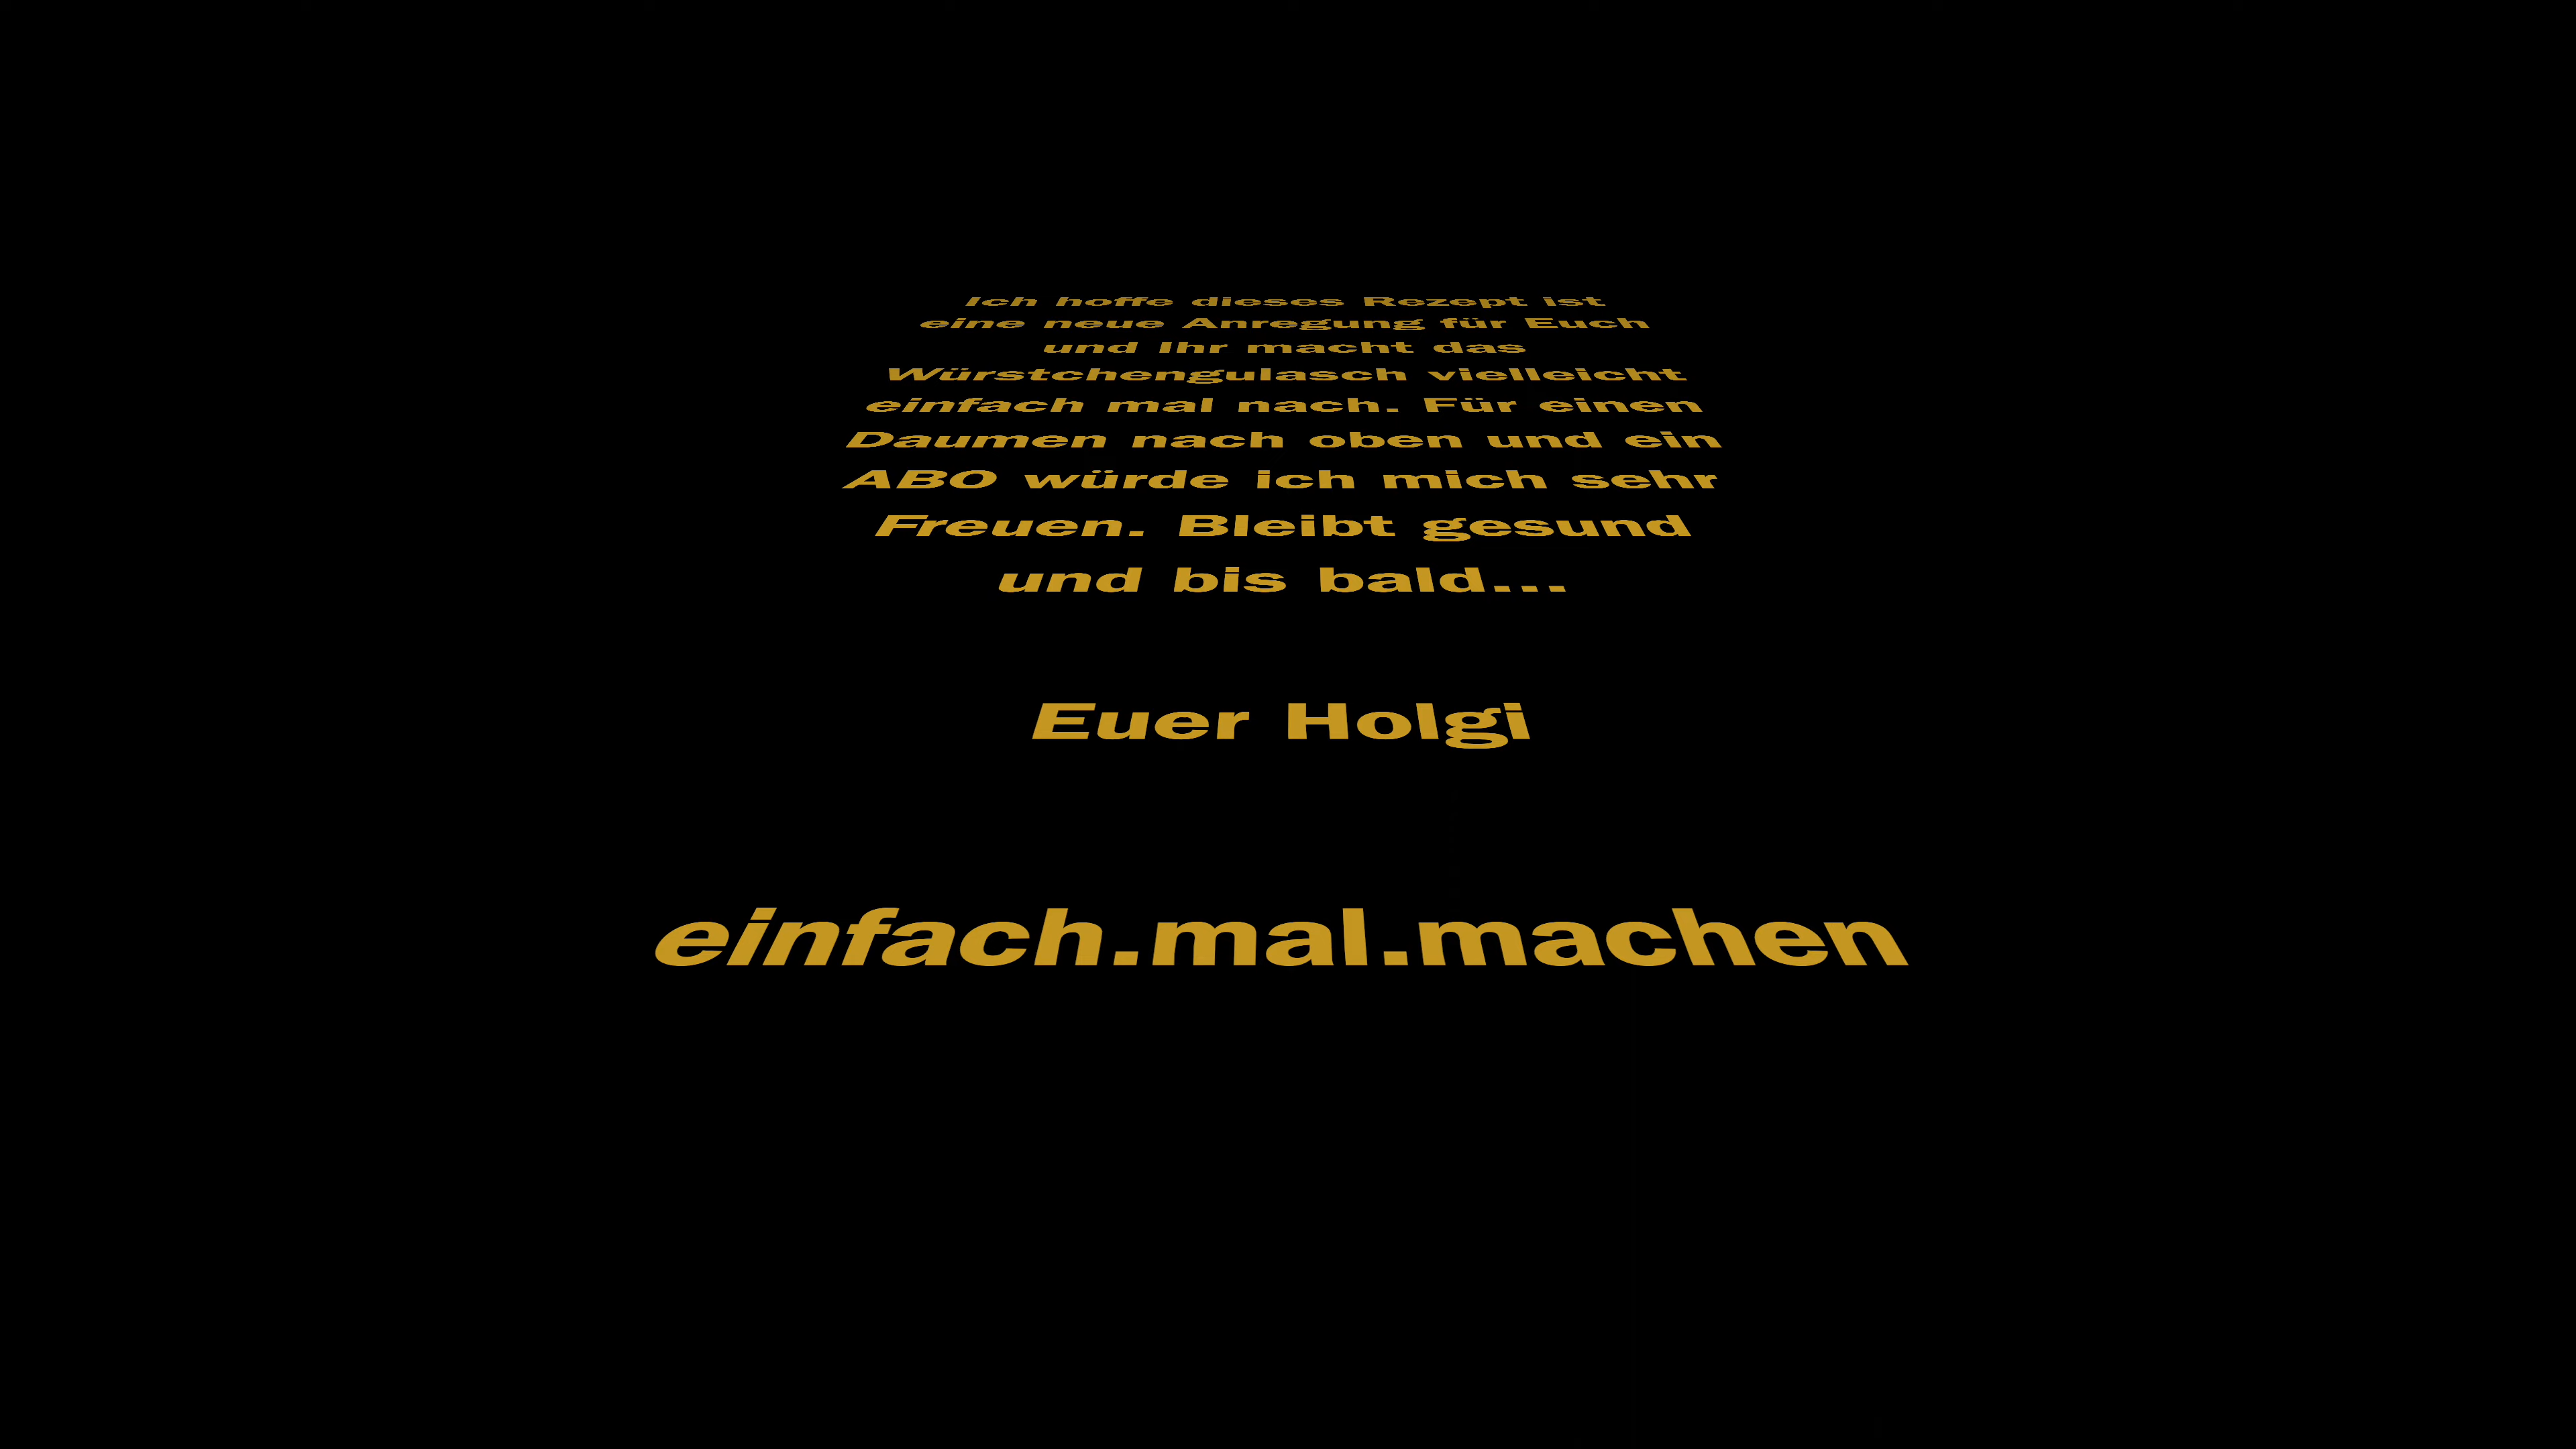 Ich hoffe dieses Rezept ist
eine neue Anregung für Euch
und Ihr macht das
Würstchengulasch vielleicht
einfach mal nach. Für einen
Daumen nach oben und ein
ABO würde ich mich sehr
Freuen. Bleibt gesund
und bis bald...
Euer Holgi
einfach.mal.machen